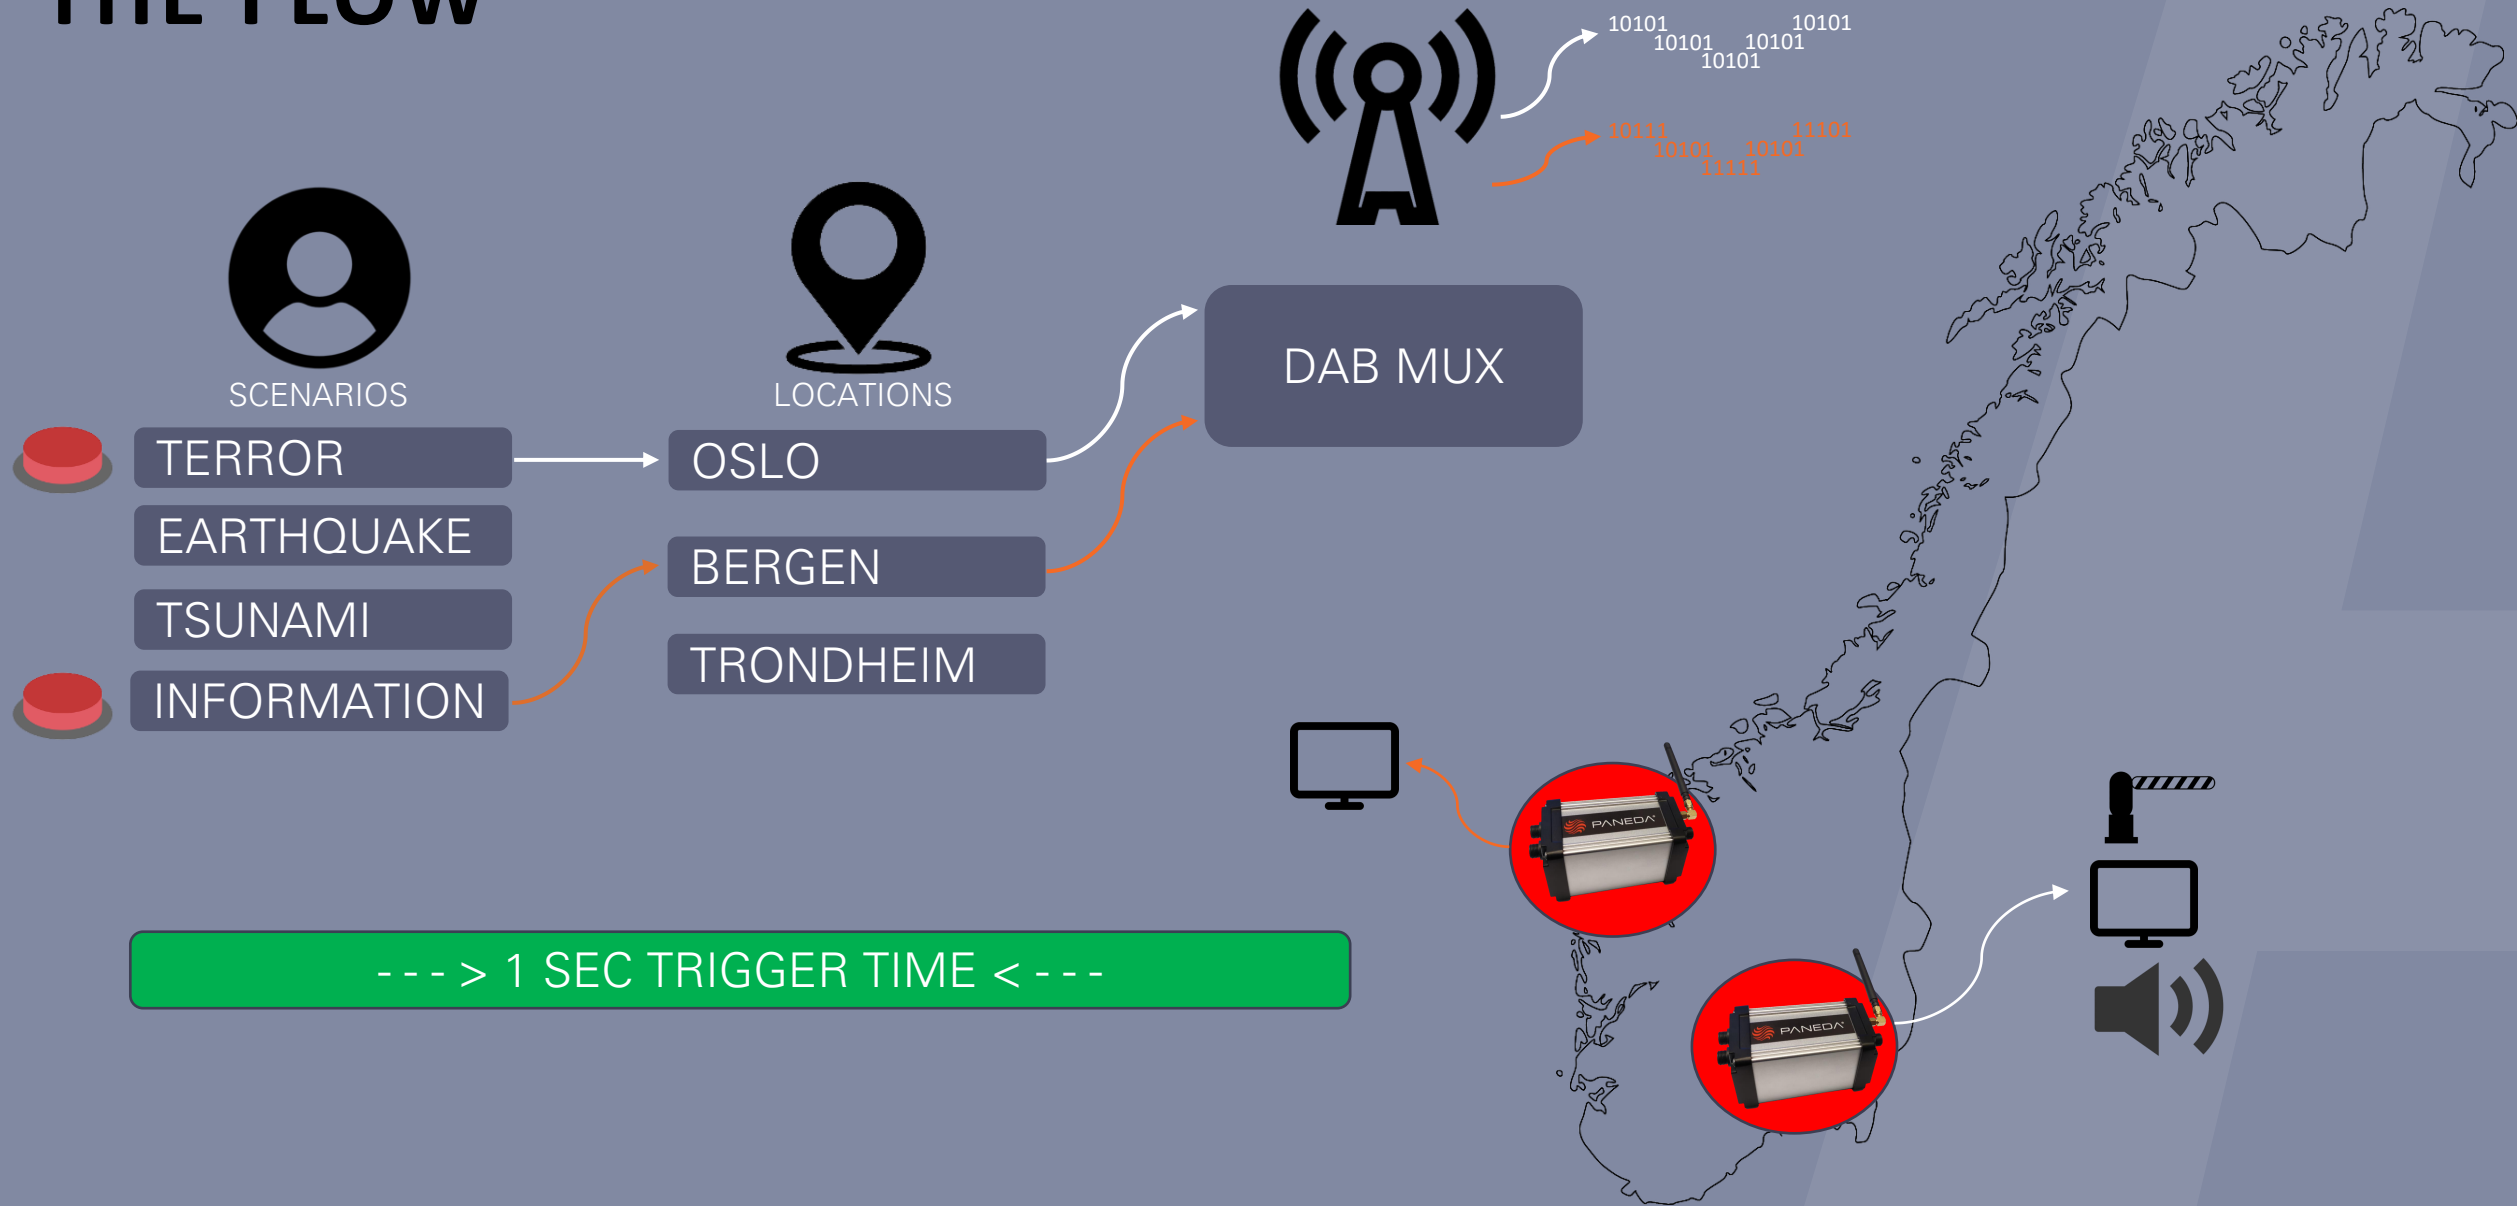 THE FLOW
10101 10101
10101 10101
10101
10111 11101
10101 10101
11111
SCENARIOS
LOCATIONS
TERROR
EARTHQUAKE
TSUNAMI
INFORMATION
OSLO
BERGEN
TRONDHEIM
DAB MUX
PANEDA
PANEDA
- - - > 1 SEC TRIGGER TIME < - - -